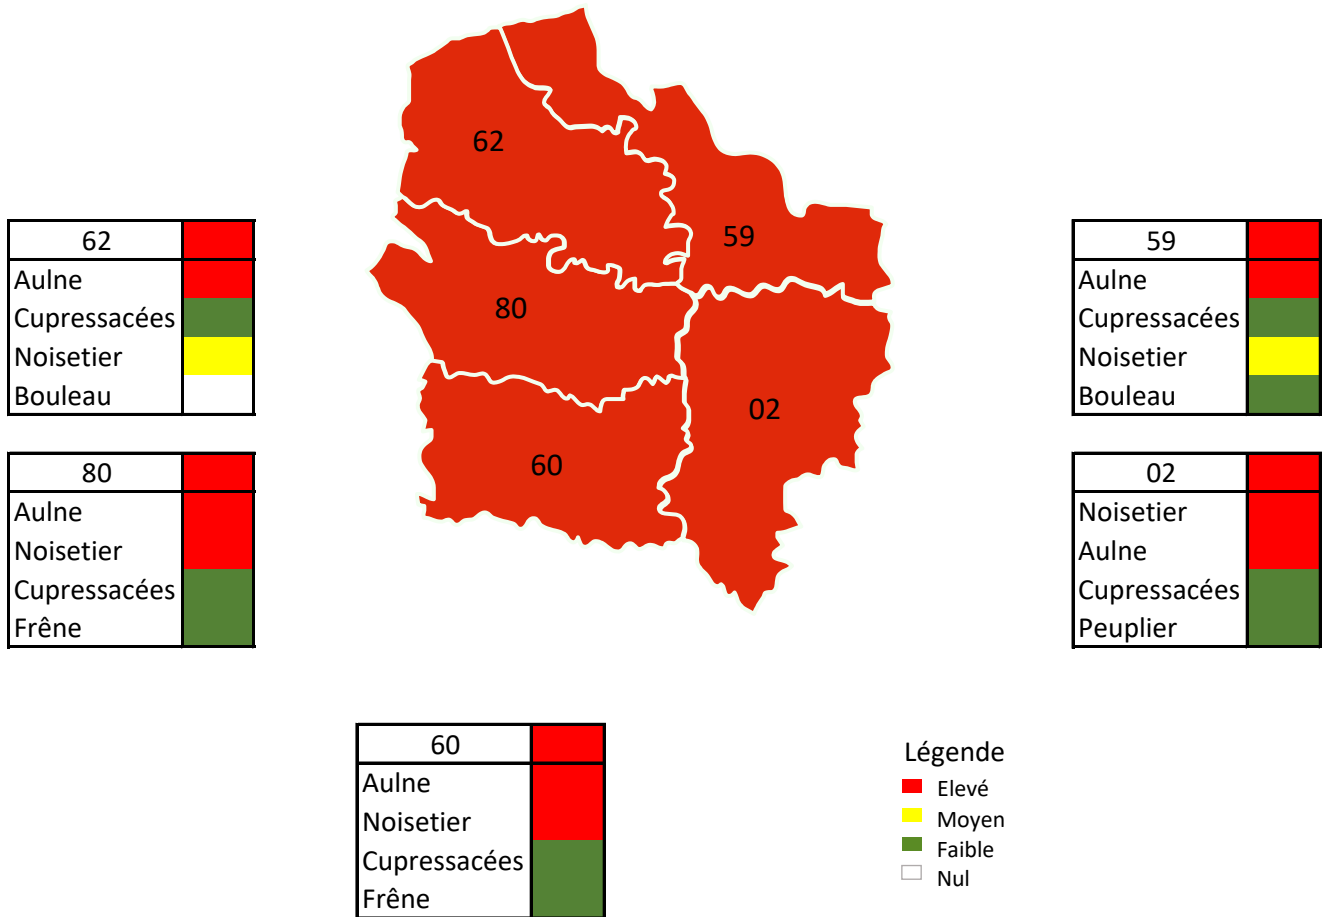 62
59
80
02
60
62
Aulne
Cupressacées
Noisetier
Bouleau
59
Aulne
Cupressacées
Noisetier
Bouleau
80
Aulne
Noisetier
Cupressacées
Frêne
02
Noisetier
Aulne
Cupressacées
Peuplier
60
Aulne
Noisetier
Cupressacées
Frêne
Légende
Elevé
Moyen
Faible
Nul